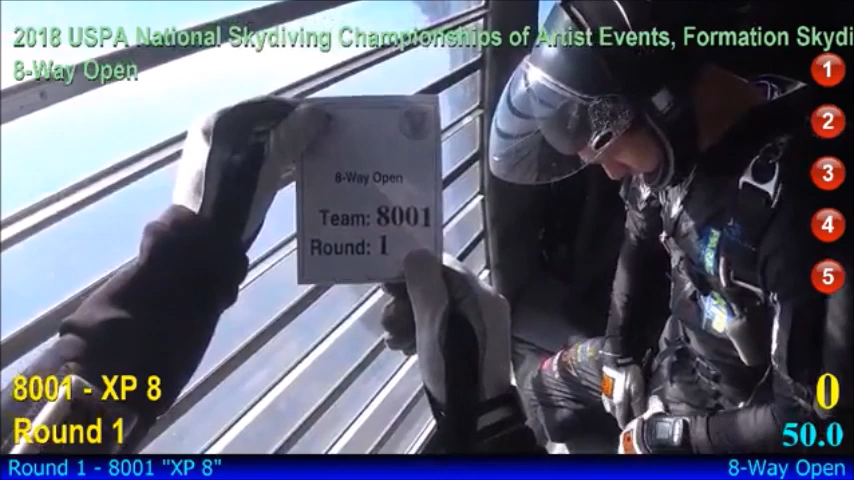 2018 USPA National Skydiving Championships of Artist Events, Formation Skydi
8-Way Open
1
2
3
4
5
8-Way Open
Team: 8001
Round: 1
8001 - XP 8
Round 1
0
50.0
Round 1 - 8001 "XP 8"
8-Way Open